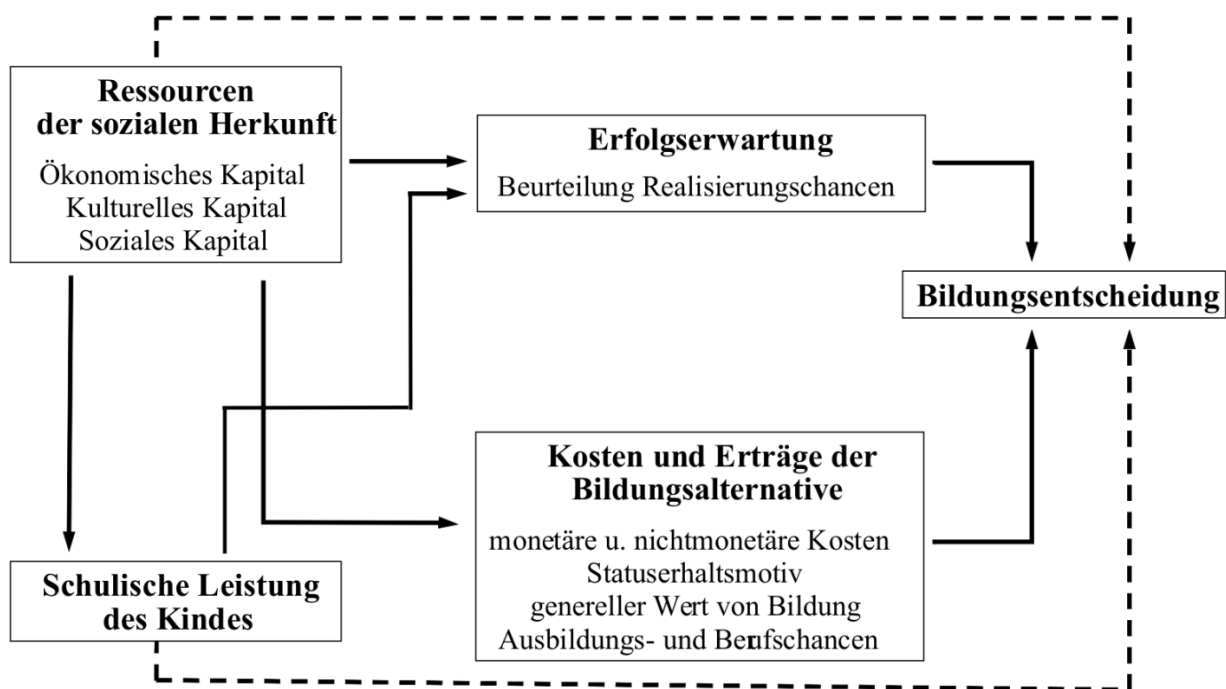 Ressourcen
der sozialen Herkunft
Ökonomisches Kapital
Kulturelles Kapital
Soziales Kapital
Erfolgserwartung
Beurteilung Realisierungschancen
Bildungsentscheidung
Kosten und Erträge der
Bildungsalternative
monetäre u. nichtmonetäre Kosten
Statuserhaltsmotiv
genereller Wert von Bildung
Ausbildungs- und Berufschancen
Schulische Leistung
des Kindes